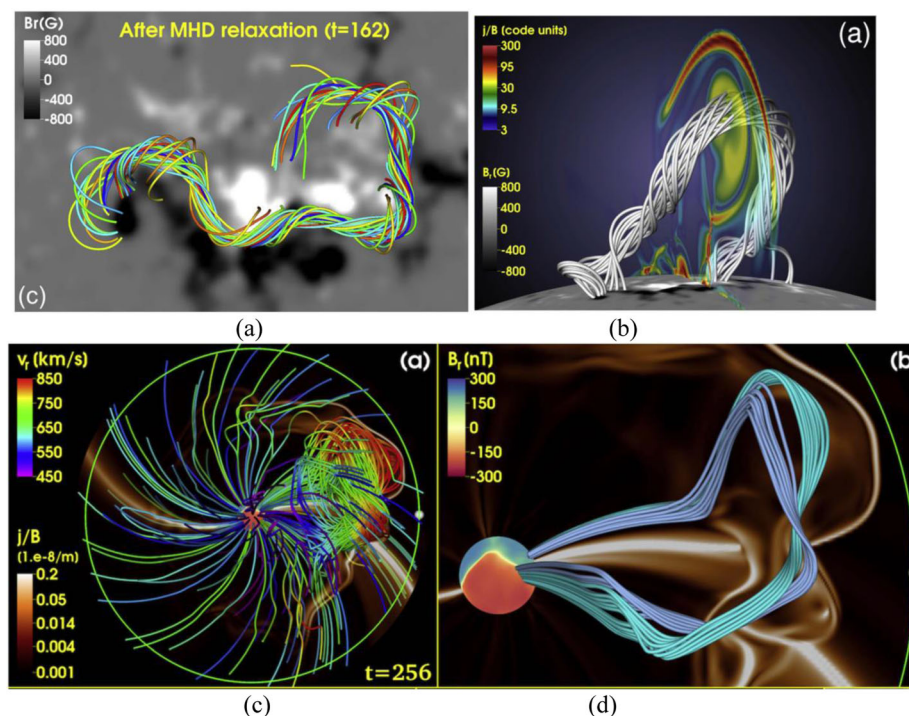 Br(G)
800
400
0
-400
-800
After MHD relaxation (t=162)
(c)
j/B (code units)
300
95
30
9.5
3
(a)
Br(G)
800
400
0
-400
-800
(a)
(b)
vr (km/s)
850
750
650
550
450
(a)
j/B
(1.e-8/m)
0.2
0.05
0.014
0.004
0.001
t=256
Br (nT)
300
150
0
-150
-300
(b)
(c)
(d)